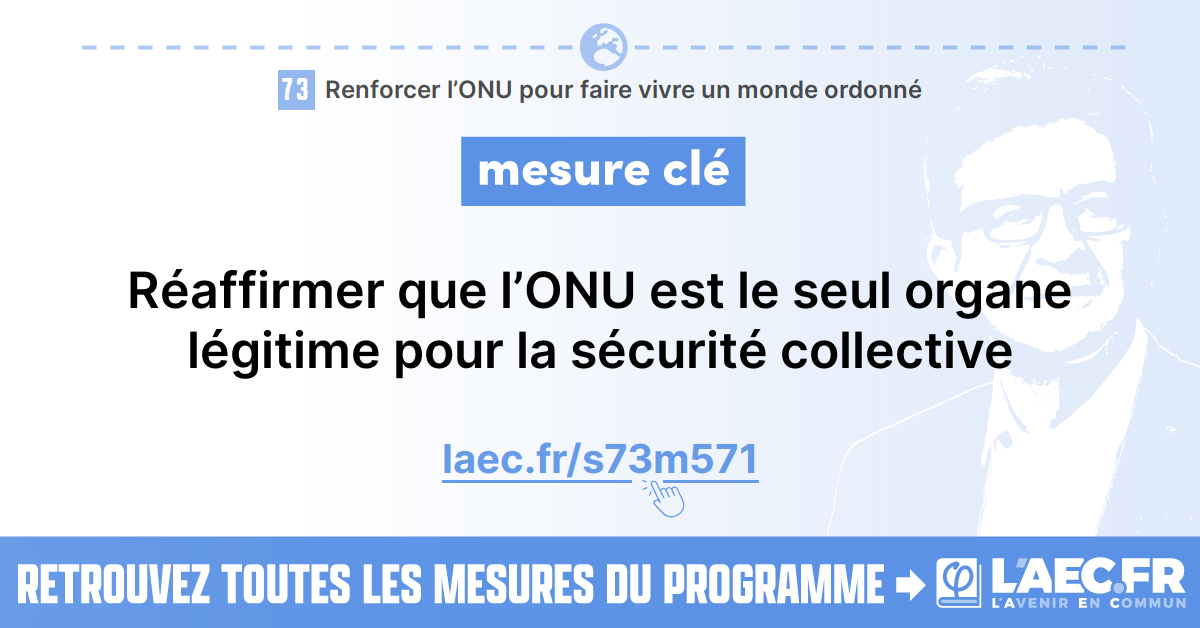 73 Renforcer l’ONU pour faire vivre un monde ordonné
mesure clé
Réaffirmer que l’ONU est le seul organe
légitime pour la sécurité collective
laec.fr/s73m571
RETROUVEZ TOUTES LES MESURES DU PROGRAMME
L'AEC.FR
L'AVENIR EN COMMUN